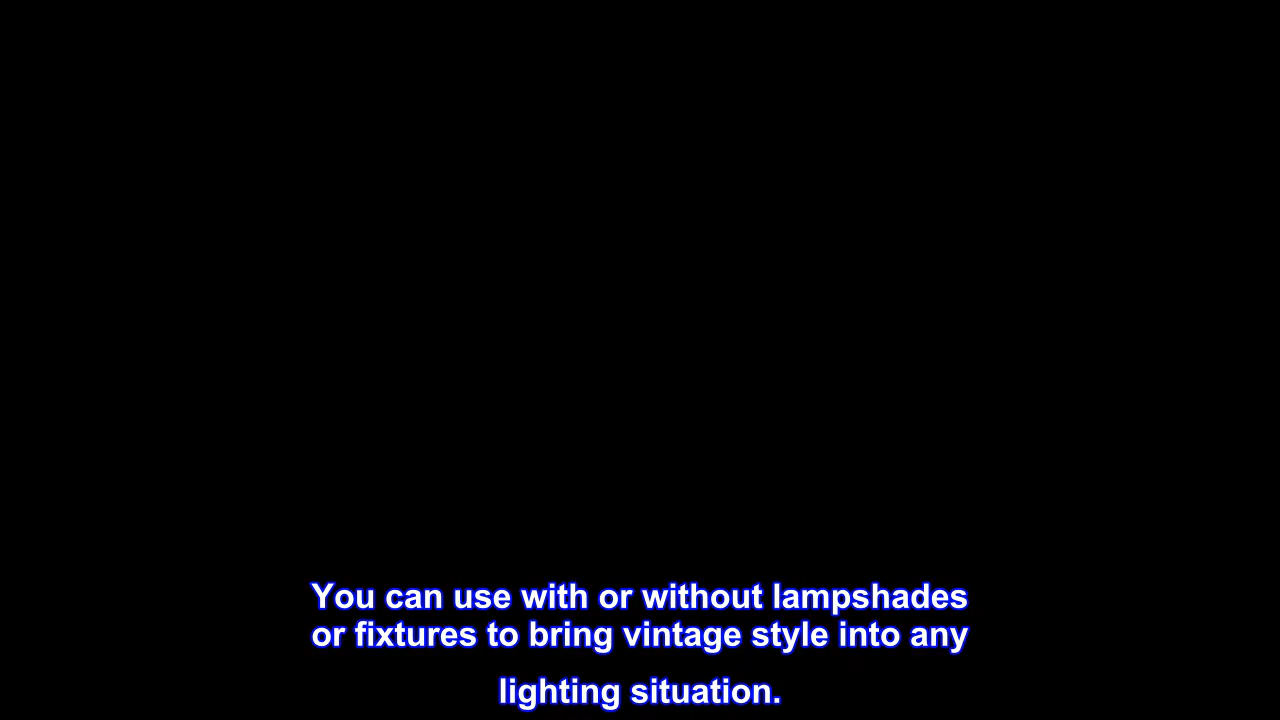 You can use with or without lampshades
or fixtures to bring vintage style into any
lighting situation.